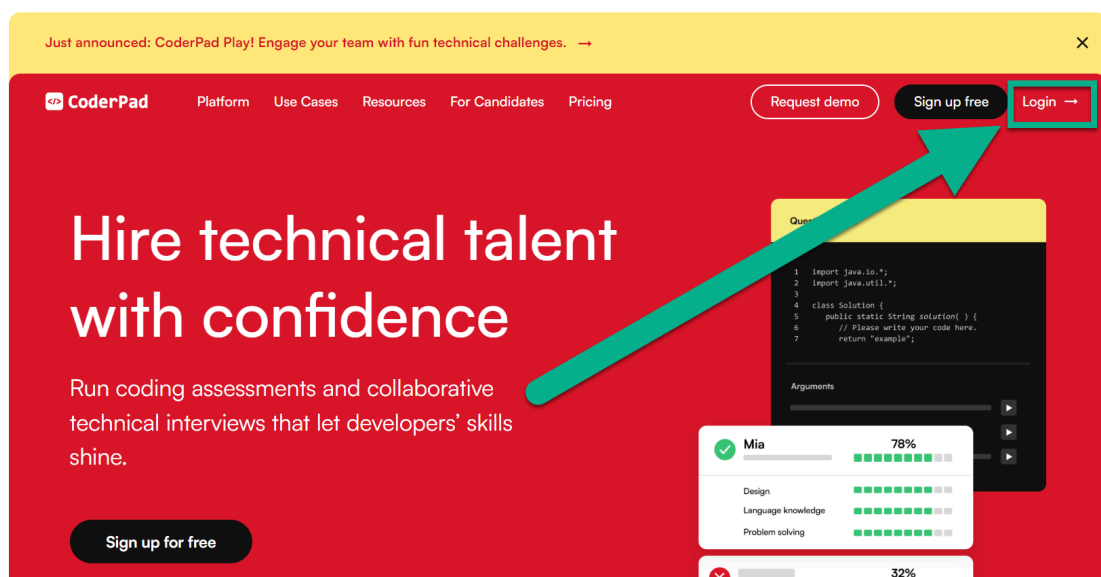 Just announced: CoderPad Play! Engage your team with fun technical challenges. →
CoderPad Platform Use Cases Resources For Candidates Pricing Request demo Sign up free Login →
Hire technical talent
with confidence
Run coding assessments and collaborative
technical interviews that let developers’ skills
shine.
Sign up for free
1 import java.io.*;
2 import java.util.*;
3
4 class Solution {
5 public static String solution( ) {
6 // Please write your code here.
7 return "example";
Arguments
Mia 78%
Design
Language knowledge
Problem solving
32%